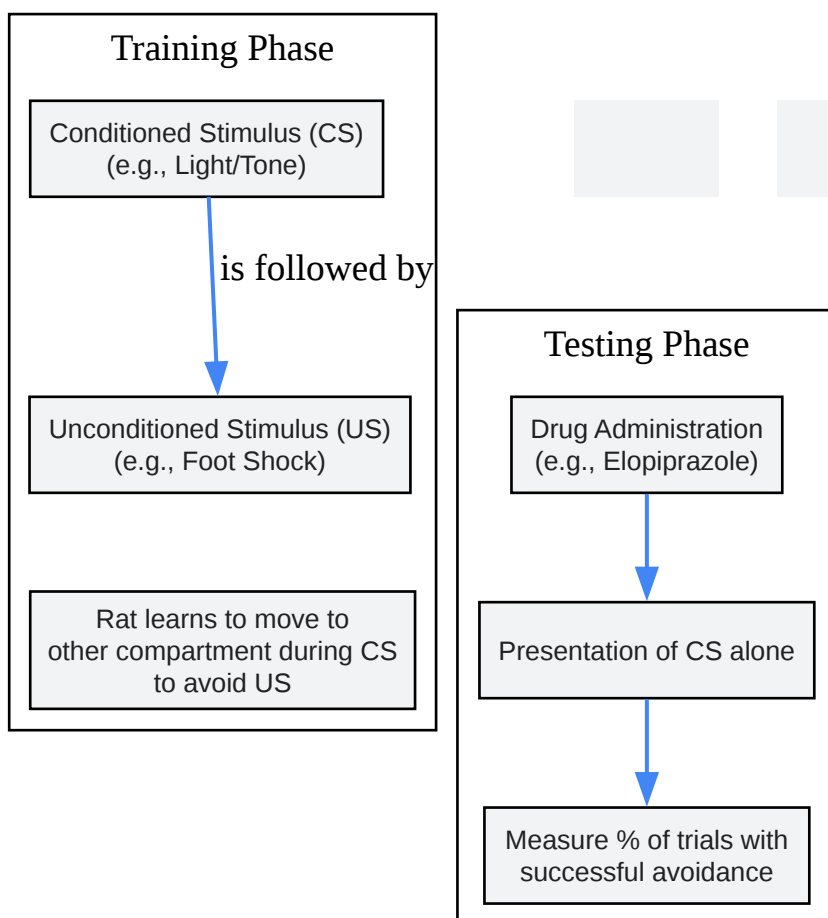 Training Phase
Conditioned Stimulus (CS)
(e.g., Light/Tone)
is followed by
Unconditioned Stimulus (US)
(e.g., Foot Shock)
Rat learns to move to
other compartment during CS
to avoid US
Testing Phase
Drug Administration
(e.g., Elopiprazole)
Presentation of CS alone
Measure % of trials with
successful avoidance